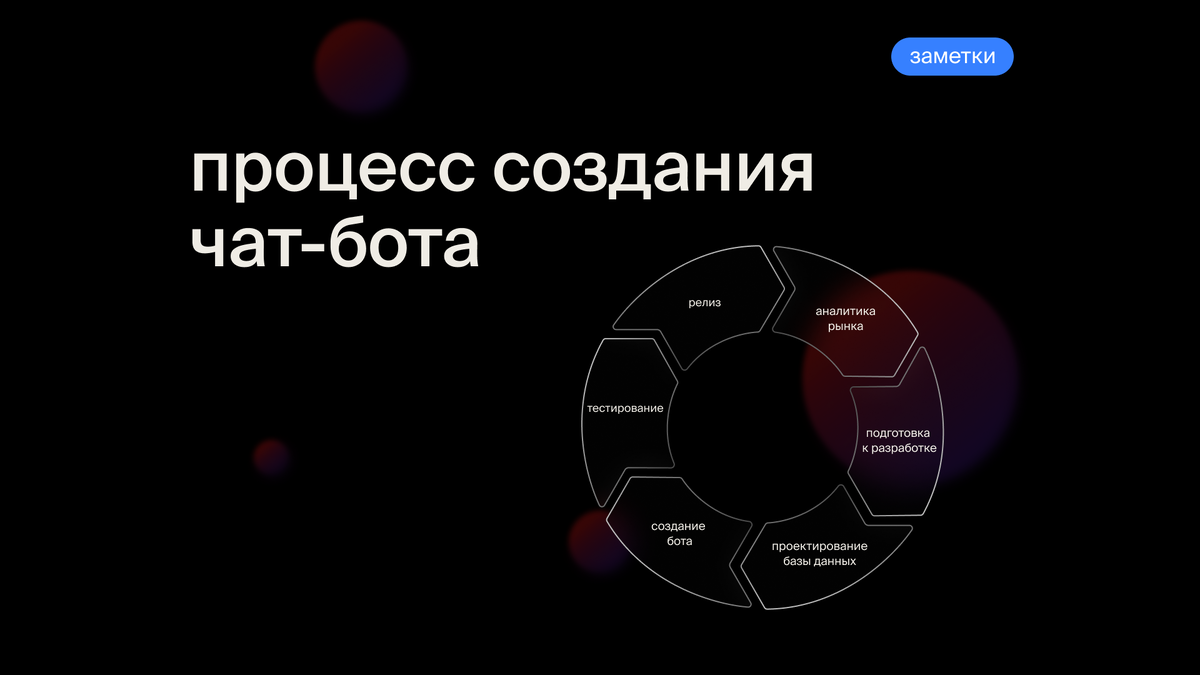 заметки
процесс создания
чат-бота
релиз
аналитика
рынка
тестирование
подготовка
к разработке
создание
бота
проектирование
базы данных